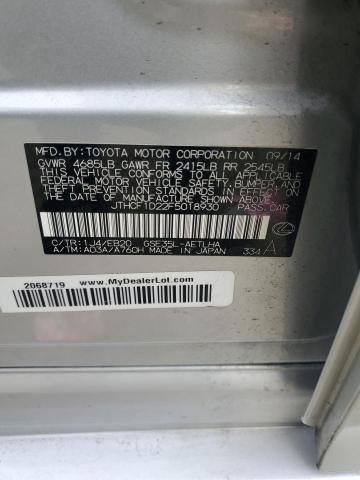 MFD. BY: TOYOTA MOTOR CORPORATION 09/14
GVWR 4685LB GAWR FR 2415LB RR 2545LB
THIS VEHICLE CONFORMS TO ALL APPLICABLE
FEDERAL MOTOR VEHICLE SAFETY, BUMPER, AND
THEFT PREVENTION STANDARDS IN EFFECT ON
THE DATE OF MANUFACTURE SHOWN ABOVE.
JTHCF1D22F5018930 PASS. CAR
C/TR: 1J4/EB20 GSE35L-AETLHA
A/TM: A03A/A760H MADE IN JAPAN 334 A
2068719 www.MyDealerLot.com